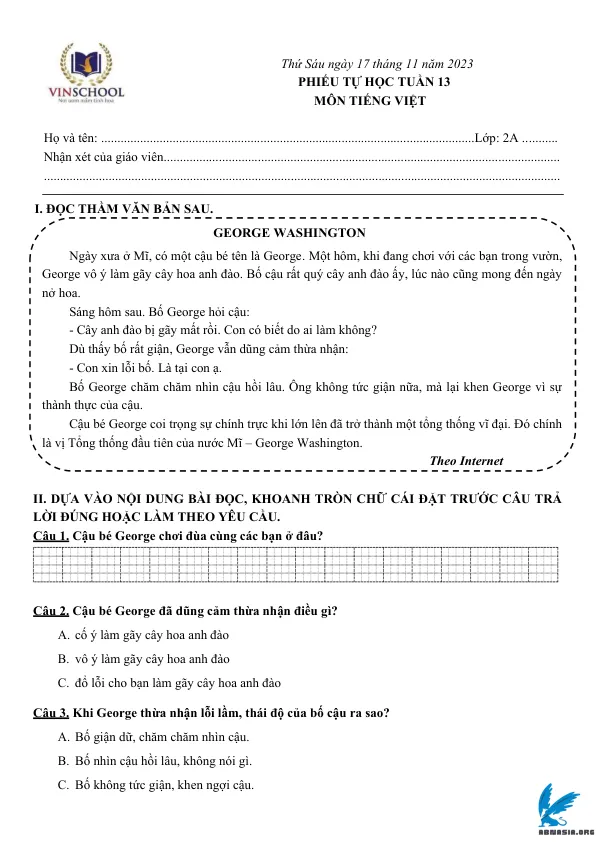 VINSCHOOL
Nơi ươm mầm tinh hoa
Thứ Sáu ngày 17 tháng 11 năm 2023
PHIẾU TỰ HỌC TUẦN 13
MÔN TIẾNG VIỆT
Họ và tên: ...................................................................................................................Lớp: 2A ...........
Nhận xét của giáo viên..........................................................................................................................
...............................................................................................................................................................
I. ĐỌC THẦM VĂN BẢN SAU.
GEORGE WASHINGTON
Ngày xưa ở Mĩ, có một cậu bé tên là George. Một hôm, khi đang chơi với các bạn trong vườn,
George vô ý làm gãy cây hoa anh đào. Bố cậu rất quý cây anh đào ấy, lúc nào cũng mong đến ngày
nở hoa.
Sáng hôm sau. Bố George hỏi cậu:
- Cây anh đào bị gãy mất rồi. Con có biết do ai làm không?
Dù thấy bố rất giận, George vẫn dũng cảm thừa nhận:
- Con xin lỗi bố. Là tại con ạ.
Bố George chăm chăm nhìn cậu hồi lâu. Ông không tức giận nữa, mà lại khen George vì sự
thành thực của cậu.
Cậu bé George coi trọng sự chính trực khi lớn lên đã trở thành một tổng thống vĩ đại. Đó chính
là vị Tổng thống đầu tiên của nước Mĩ – George Washington.
Theo Internet
II. DỰA VÀO NỘI DUNG BÀI ĐỌC, KHOANH TRÒN CHỮ CÁI ĐẶT TRƯỚC CÂU TRẢ
LỜI ĐÚNG HOẶC LÀM THEO YÊU CẦU.
Câu 1. Cậu bé George chơi đùa cùng các bạn ở đâu?
Câu 2. Cậu bé George đã dũng cảm thừa nhận điều gì?
A. cố ý làm gãy cây hoa anh đào
B. vô ý làm gãy cây hoa anh đào
C. đổ lỗi cho bạn làm gãy cây hoa anh đào
Câu 3. Khi George thừa nhận lỗi lầm, thái độ của bố cậu ra sao?
A. Bố giận dữ, chăm chăm nhìn cậu.
B. Bố nhìn cậu hồi lâu, không nói gì.
C. Bố không tức giận, khen ngợi cậu.
ABNASIA.ORG